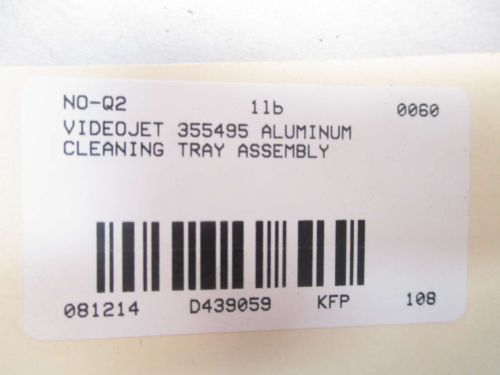 NO-Q2 1lb 0060
VIDEOJET 355495 ALUMINUM
CLEANING TRAY ASSEMBLY
081214 D439059 KFP 108